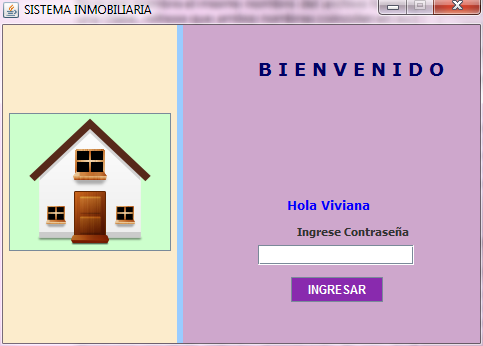 SISTEMA INMOBILIARIA
B I E N V E N I D O
Hola Viviana
Ingrese Contraseña
INGRESAR